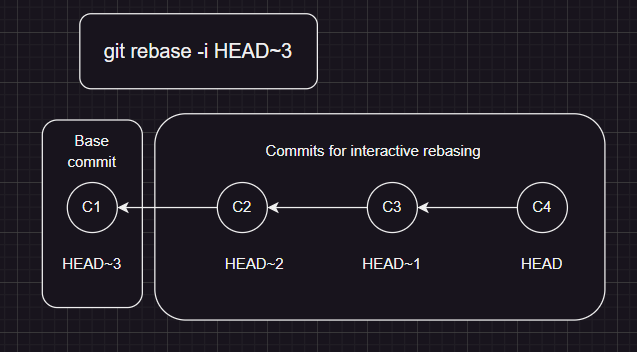 git rebase -i HEAD~3
Base
commit
Commits for interactive rebasing
C1
C2
C3
C4
HEAD~3
HEAD~2
HEAD~1
HEAD